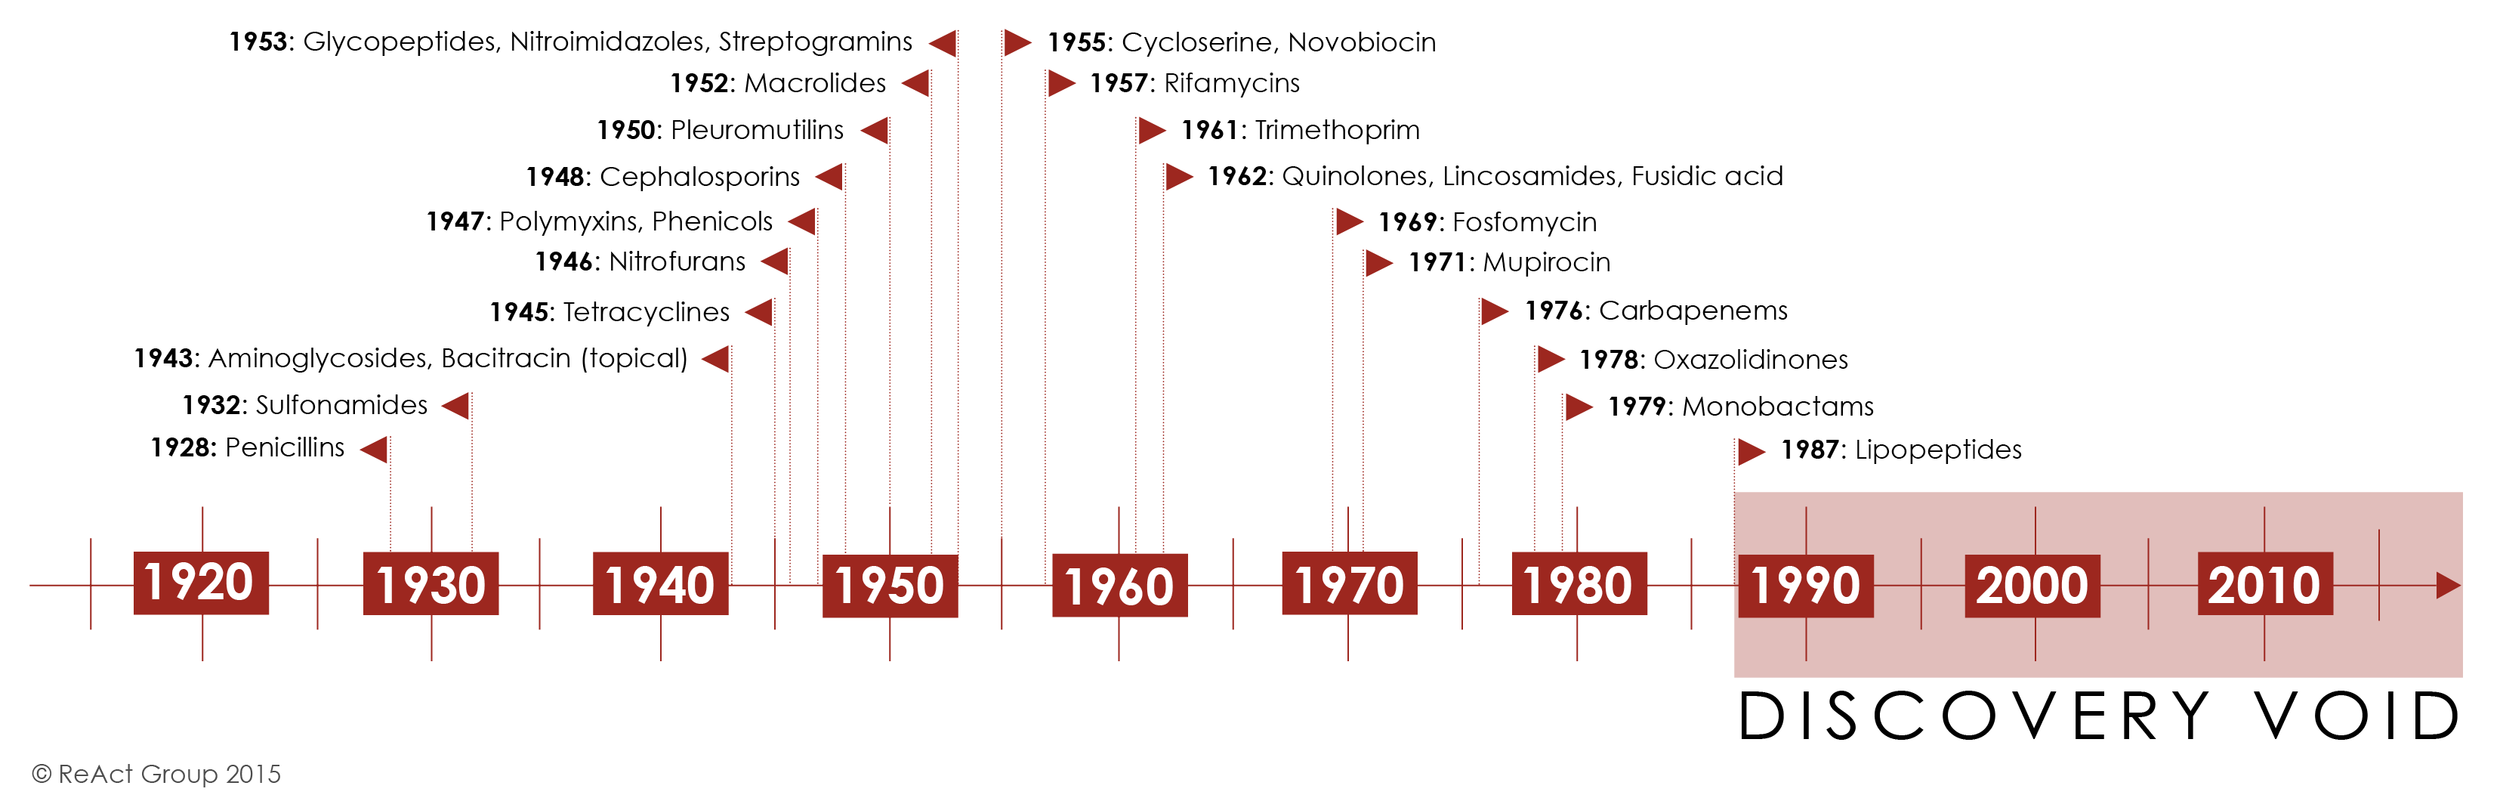 1953: Glycopeptides, Nitroimidazoles, Streptogramins
1952: Macrolides
1950: Pleuromutilins
1948: Cephalosporins
1947: Polymyxins, Phenicols
1946: Nitrofurans
1945: Tetracyclines
1943: Aminoglycosides, Bacitracin (topical)
1932: Sulfonamides
1928: Penicillins
1955: Cycloserine, Novobiocin
1957: Rifamycins
1961: Trimethoprim
1962: Quinolones, Lincosamides, Fusidic acid
1969: Fosfomycin
1971: Mupirocin
1976: Carbapenems
1978: Oxazolidinones
1979: Monobactams
1987: Lipopeptides
1920 1930 1940 1950 1960 1970 1980 1990 2000 2010
DISCOVERY VOID
© ReAct Group 2015